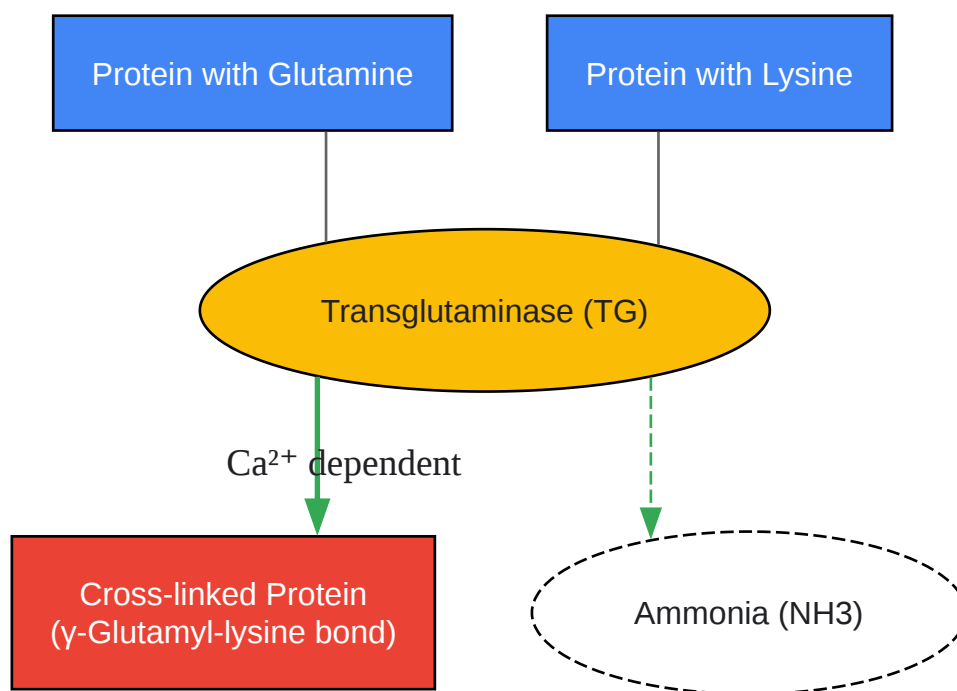 Protein with Glutamine
Protein with Lysine
Transglutaminase (TG)
Ca²⁺ dependent
Cross-linked Protein
(γ-Glutamyl-lysine bond)
Ammonia (NH3)